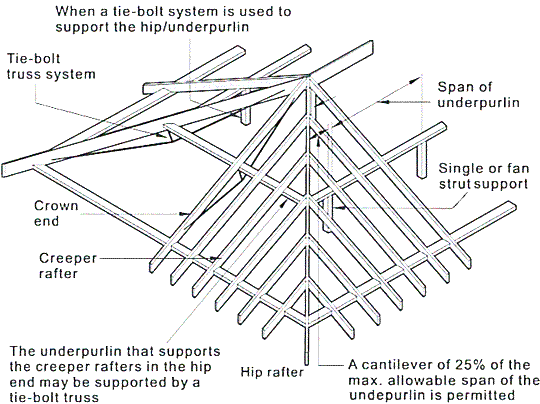 When a tie-bolt system is used to
support the hip/underpurlin
Tie-bolt
truss system
Span of
underpurlin
Single or fan
strut support
Crown
end
Creeper
rafter
The underpurlin that supports
the creeper rafters in the hip
end may be supported by a
tie-bolt truss
Hip rafter
A cantilever of 25% of the
max. allowable span of the
undepurlin is permitted